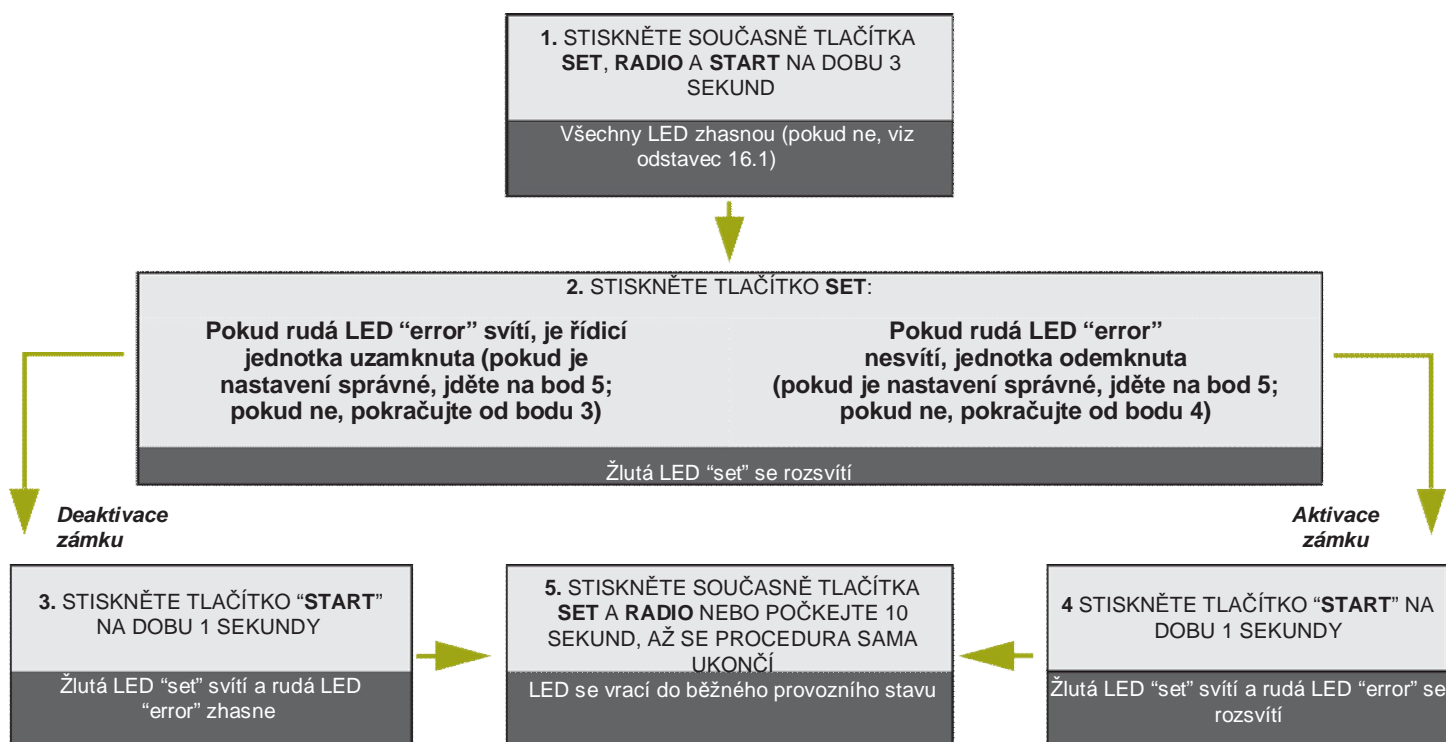 1. STISKNĚTE SOUČASNĚ TLAČÍTKA
SET, RADIO A START NA DOBU 3
SEKUND
Všechny LED zhasnou (pokud ne, viz
odstavec 16.1)
2. STISKNĚTE TLAČÍTKO SET:
Pokud rudá LED “error” svítí, je řídicí
jednotka uzamknuta (pokud je
nastavení správné, jděte na bod 5;
pokud ne, pokračujte od bodu 3)
Pokud rudá LED “error”
nesvítí, jednotka odemknuta
(pokud je nastavení správné, jděte na bod 5;
pokud ne, pokračujte od bodu 4)
Žlutá LED “set” se rozsvítí
Deaktivace
zámku
Aktivace
zámku
3. STISKNĚTE TLAČÍTKO “START”
NA DOBU 1 SEKUNDY
Žlutá LED “set” svítí a rudá LED
“error” zhasne
5. STISKNĚTE SOUČASNĚ TLAČÍTKA
SET A RADIO NEBO POČKEJTE 10
SEKUND, AŽ SE PROCEDURA SAMA
UKONČÍ
LED se vrací do běžného provozního stavu
4 STISKNĚTE TLAČÍTKO “START” NA
DOBU 1 SEKUNDY
Žlutá LED “set” svítí a rudá LED “error” se
rozsvítí